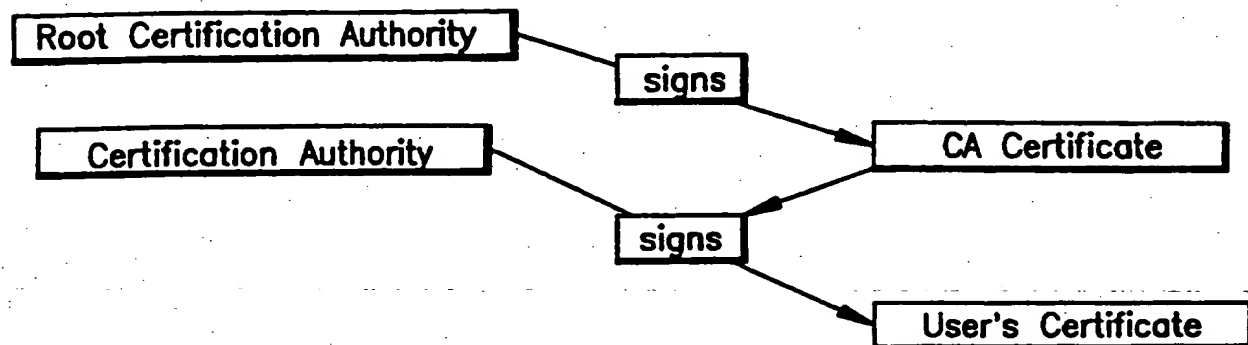 Root Certification Authority
signs
Certification Authority
CA Certificate
signs
User's Certificate